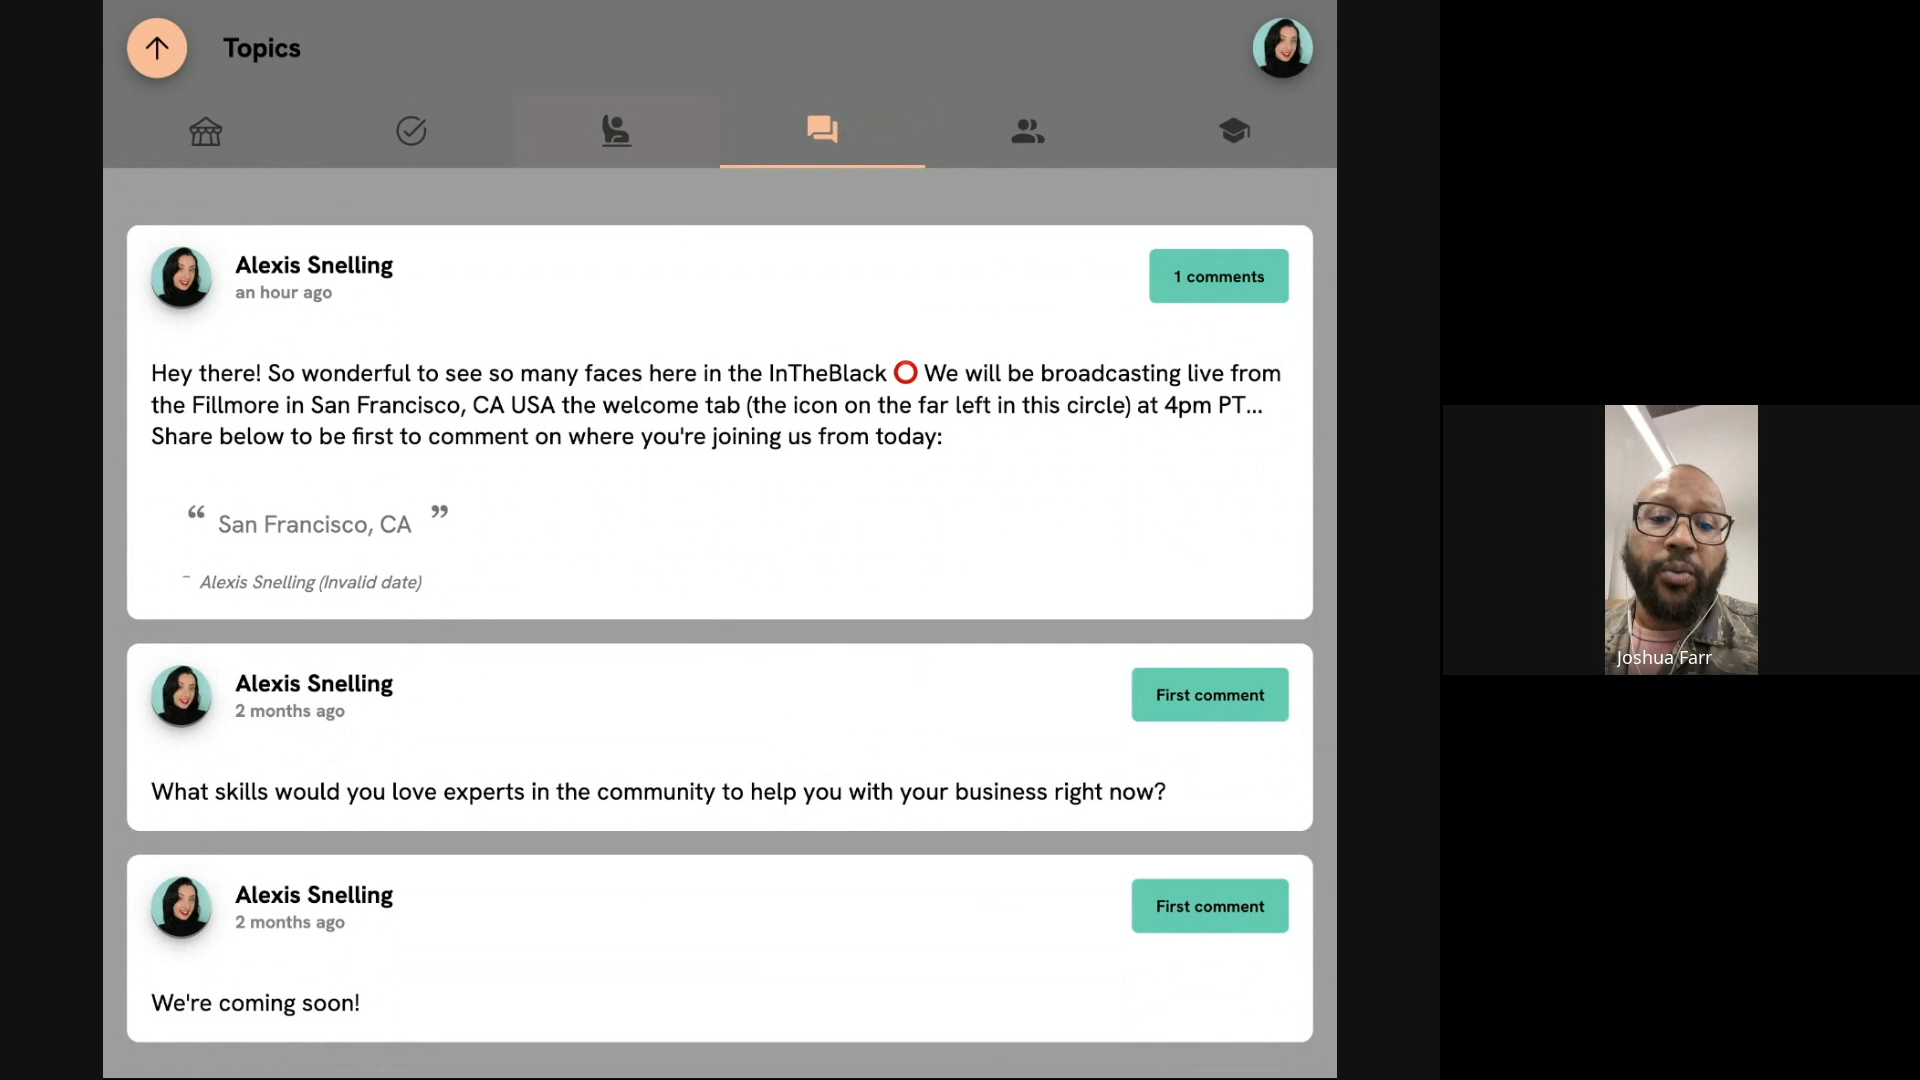 Topics
Alexis Snelling
an hour ago
1 comments
Hey there! So wonderful to see so many faces here in the InTheBlack ⭕ We will be broadcasting live from
the Fillmore in San Francisco, CA USA the welcome tab (the icon on the far left in this circle) at 4pm PT...
Share below to be first to comment on where you're joining us from today:
“ San Francisco, CA ”
- Alexis Snelling (Invalid date)
Alexis Snelling
2 months ago
First comment
What skills would you love experts in the community to help you with your business right now?
Alexis Snelling
2 months ago
First comment
We're coming soon!
Joshua Farr